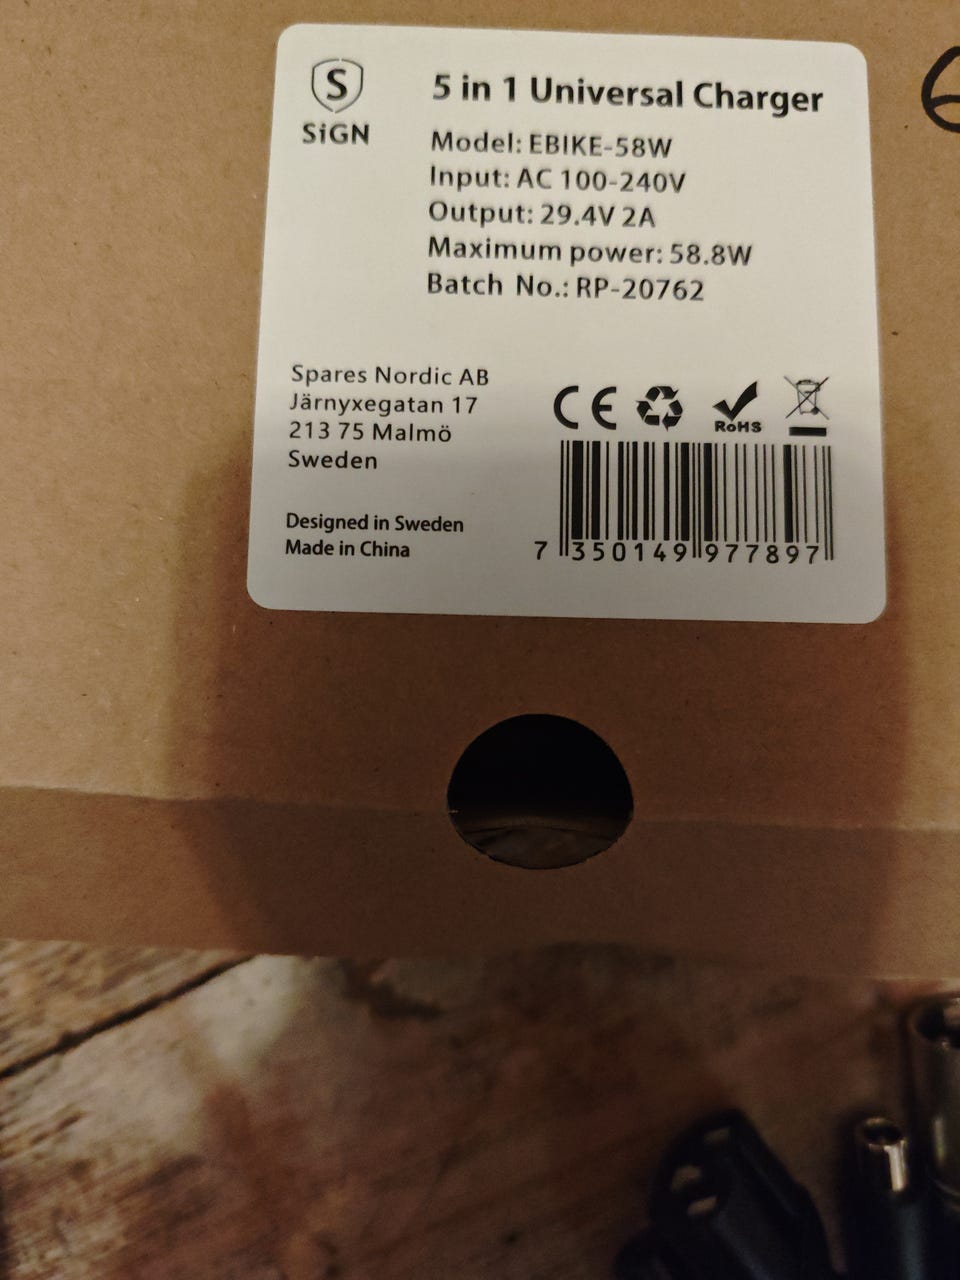 S
SiGN
5 in 1 Universal Charger
Model: EBIKE-58W
Input: AC 100-240V
Output: 29.4V 2A
Maximum power: 58.8W
Batch No.: RP-20762
Spares Nordic AB
Järnyxegatan 17
213 75 Malmö
Sweden
Designed in Sweden
Made in China
CE
RoHS
7 350149 977897